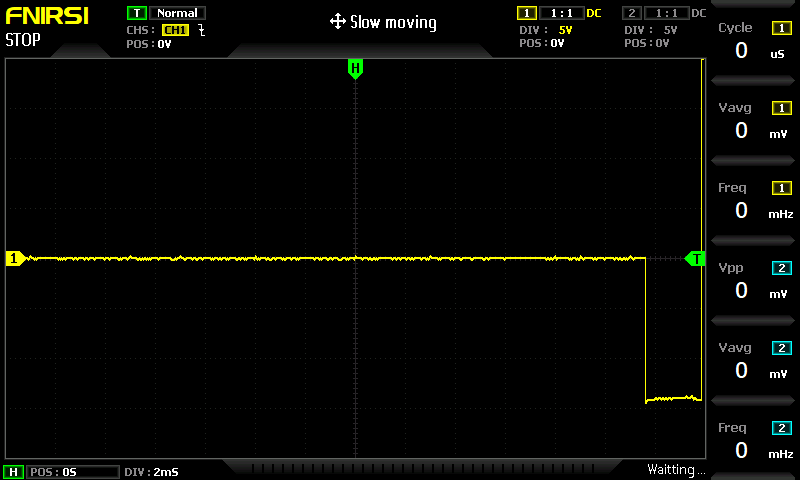 FNIRSI
STOP
T Normal
CHS: CH1
POS: 0V
Slow moving
1 1:1 DC
DIV: 5V
POS: 0V
2 1:1 DC
DIV: 5V
POS: 0V
H
1
T
Cycle 1
0 uS
Vavg 1
0 mV
Freq 1
0 mHz
Vpp 2
0 mV
Vavg 2
0 mV
Freq 2
0 mHz
H POS: 0S DIV: 2mS
Waitting...